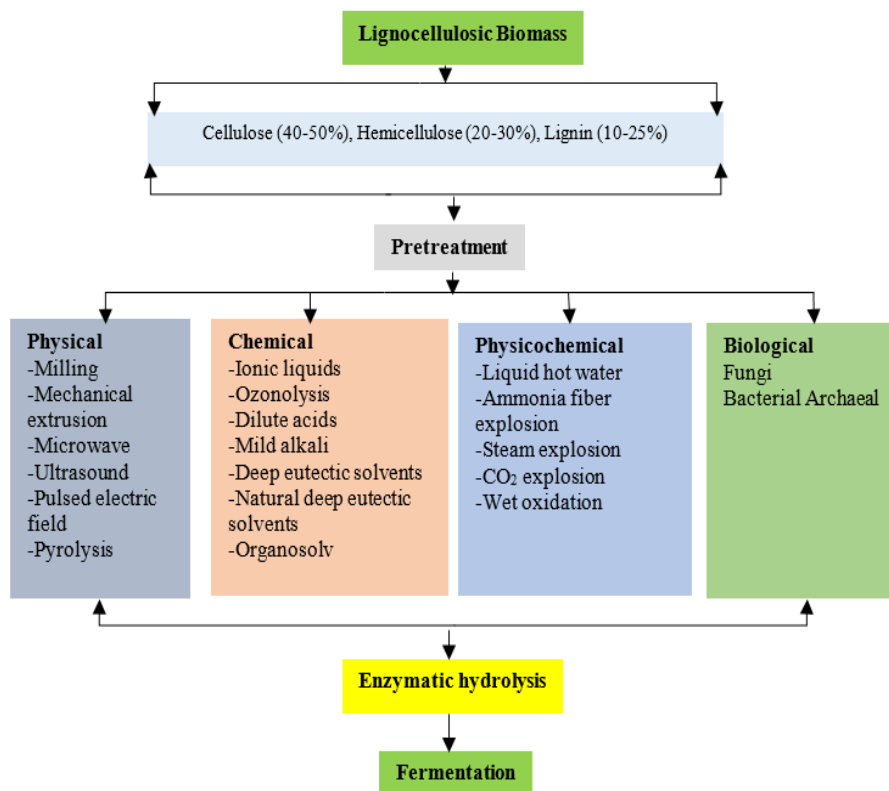 Lignocellulosic Biomass
Cellulose (40-50%), Hemicellulose (20-30%), Lignin (10-25%)
Pretreatment
Physical
-Milling
-Mechanical
extrusion
-Microwave
-Ultrasound
-Pulsed electric
field
-Pyrolysis
Chemical
-Ionic liquids
-Ozonolysis
-Dilute acids
-Mild alkali
-Deep eutectic solvents
-Natural deep eutectic
solvents
-Organosolv
Physicochemical
-Liquid hot water
-Ammonia fiber
explosion
-Steam explosion
-CO₂ explosion
-Wet oxidation
Biological
Fungi
Bacterial Archaeal
Enzymatic hydrolysis
Fermentation